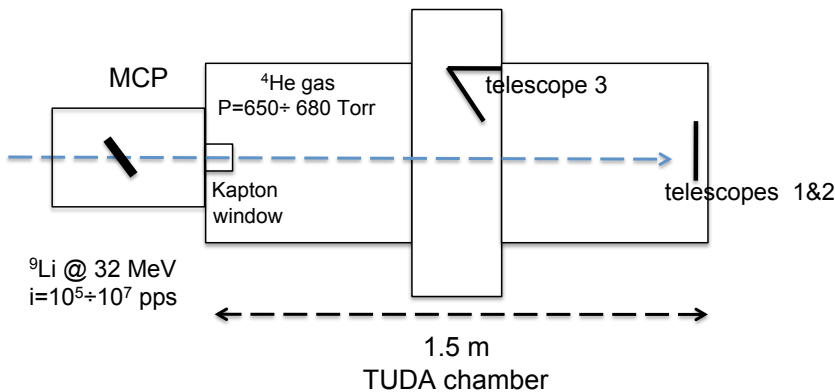 MCP
⁴He gas
P=650÷ 680 Torr
telescope 3
Kapton
window
telescopes 1&2
⁹Li @ 32 MeV
i=10⁵÷10⁷ pps
1.5 m
TUDA chamber